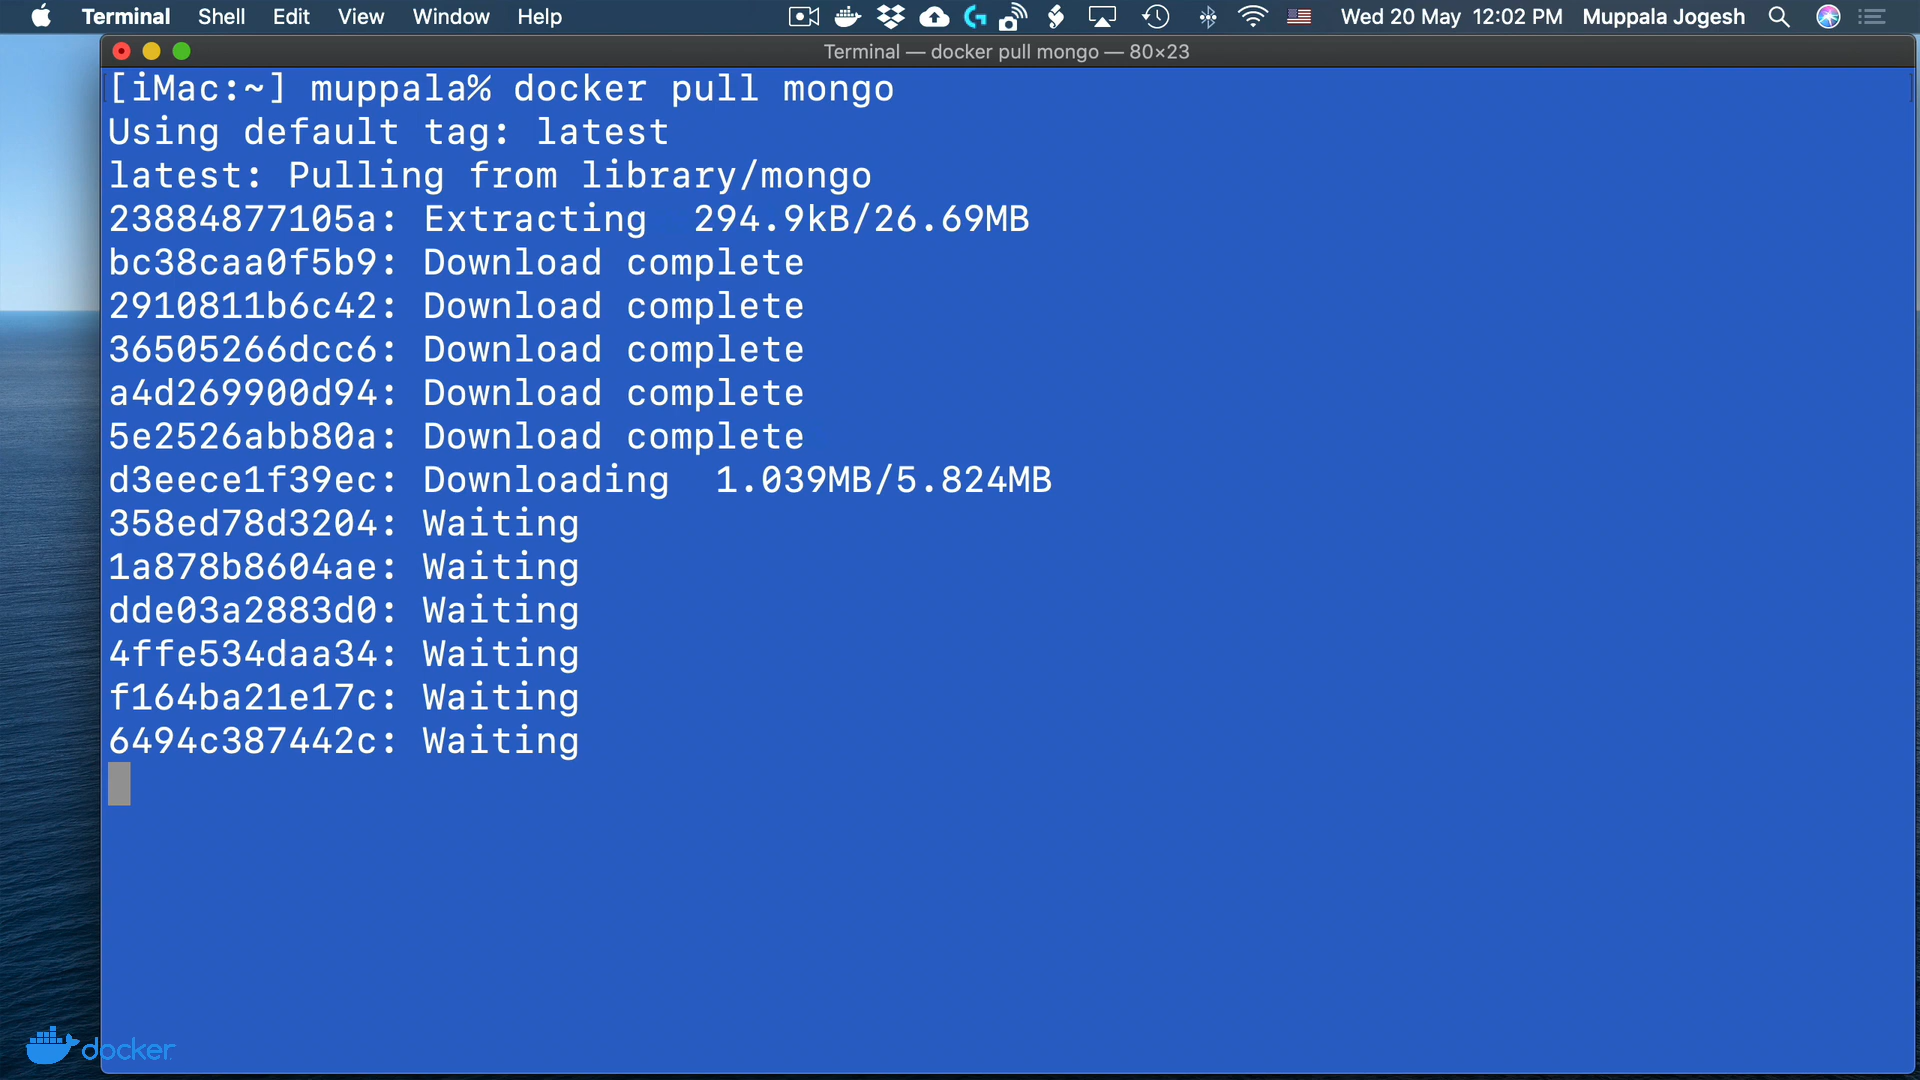 Terminal Shell Edit View Window Help Wed 20 May 12:02 PM Muppala Jogesh
Terminal — docker pull mongo — 80×23
[iMac:~] muppala% docker pull mongo
Using default tag: latest
latest: Pulling from library/mongo
23884877105a: Extracting  294.9kB/26.69MB
bc38caa0f5b9: Download complete
2910811b6c42: Download complete
36505266dcc6: Download complete
a4d269900d94: Download complete
5e2526abb80a: Download complete
d3eece1f39ec: Downloading  1.039MB/5.824MB
358ed78d3204: Waiting
1a878b8604ae: Waiting
dde03a2883d0: Waiting
4ffe534daa34: Waiting
f164ba21e17c: Waiting
6494c387442c: Waiting
docker